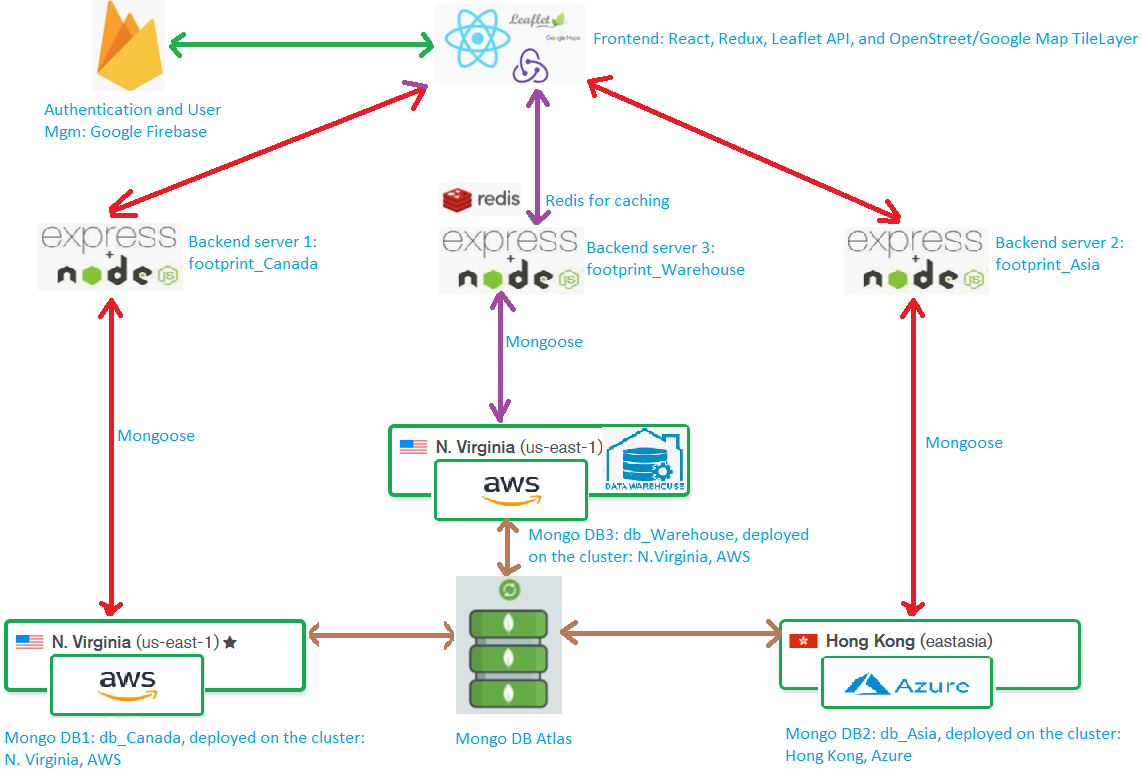 Leaflet
Google Maps
Frontend: React, Redux, Leaflet API, and OpenStreet/Google Map TileLayer
Authentication and User
Mgm: Google Firebase
redis
Redis for caching
express
+
node
JS
Backend server 1:
footprint_Canada
express
+
node
JS
Backend server 3:
footprint_Warehouse
express
+
node
JS
Backend server 2:
footprint_Asia
Mongoose
Mongoose
Mongoose
N. Virginia (us-east-1)
DATA WAREHOUSE
aws
Mongo DB3: db_Warehouse, deployed
on the cluster: N.Virginia, AWS
N. Virginia (us-east-1)
aws
Hong Kong (eastasia)
Azure
Mongo DB1: db_Canada, deployed on the cluster:
N. Virginia, AWS
Mongo DB Atlas
Mongo DB2: db_Asia, deployed on the cluster:
Hong Kong, Azure